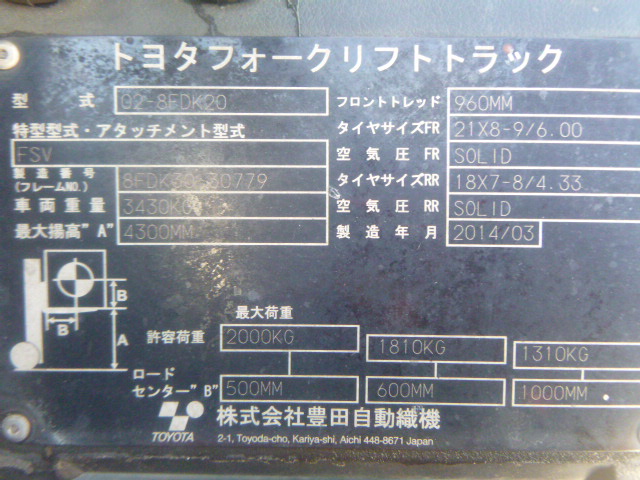 トヨタフォークリフトトラック
型 式 02-8FDK20 フロントトレッド 960MM
特型型式・アタッチメント型式 タイヤサイズFR 21X8-9/6.00
FSV 空気圧 FR SOLID
製造番号 (フレームNO.) 8FDK30-30779 タイヤサイズRR 18X7-8/4.33
車両重量 3430KG 空気圧 RR SOLID
最大揚高"A" 4300MM 製造年月 2014/03
B
B
A
最大荷重
許容荷重 2000KG 1810KG 1310KG
ロード
センター"B" 500MM 600MM 1000MM
TOYOTA 株式会社豊田自動織機
2-1, Toyoda-cho, Kariya-shi, Aichi 448-8671 Japan